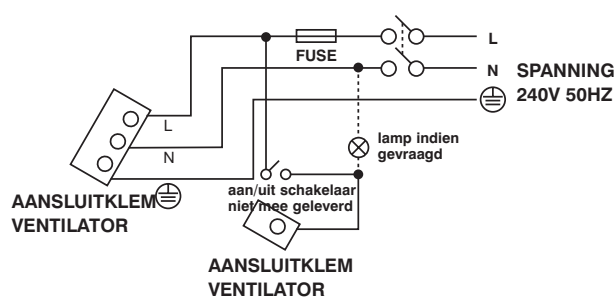 L
FUSE
N
SPANNING
240V 50HZ
L
N
lamp indien
gevraagd
aan/uit schakelaar
niet mee geleverd
AANSLUITKLEM
VENTILATOR
AANSLUITKLEM
VENTILATOR